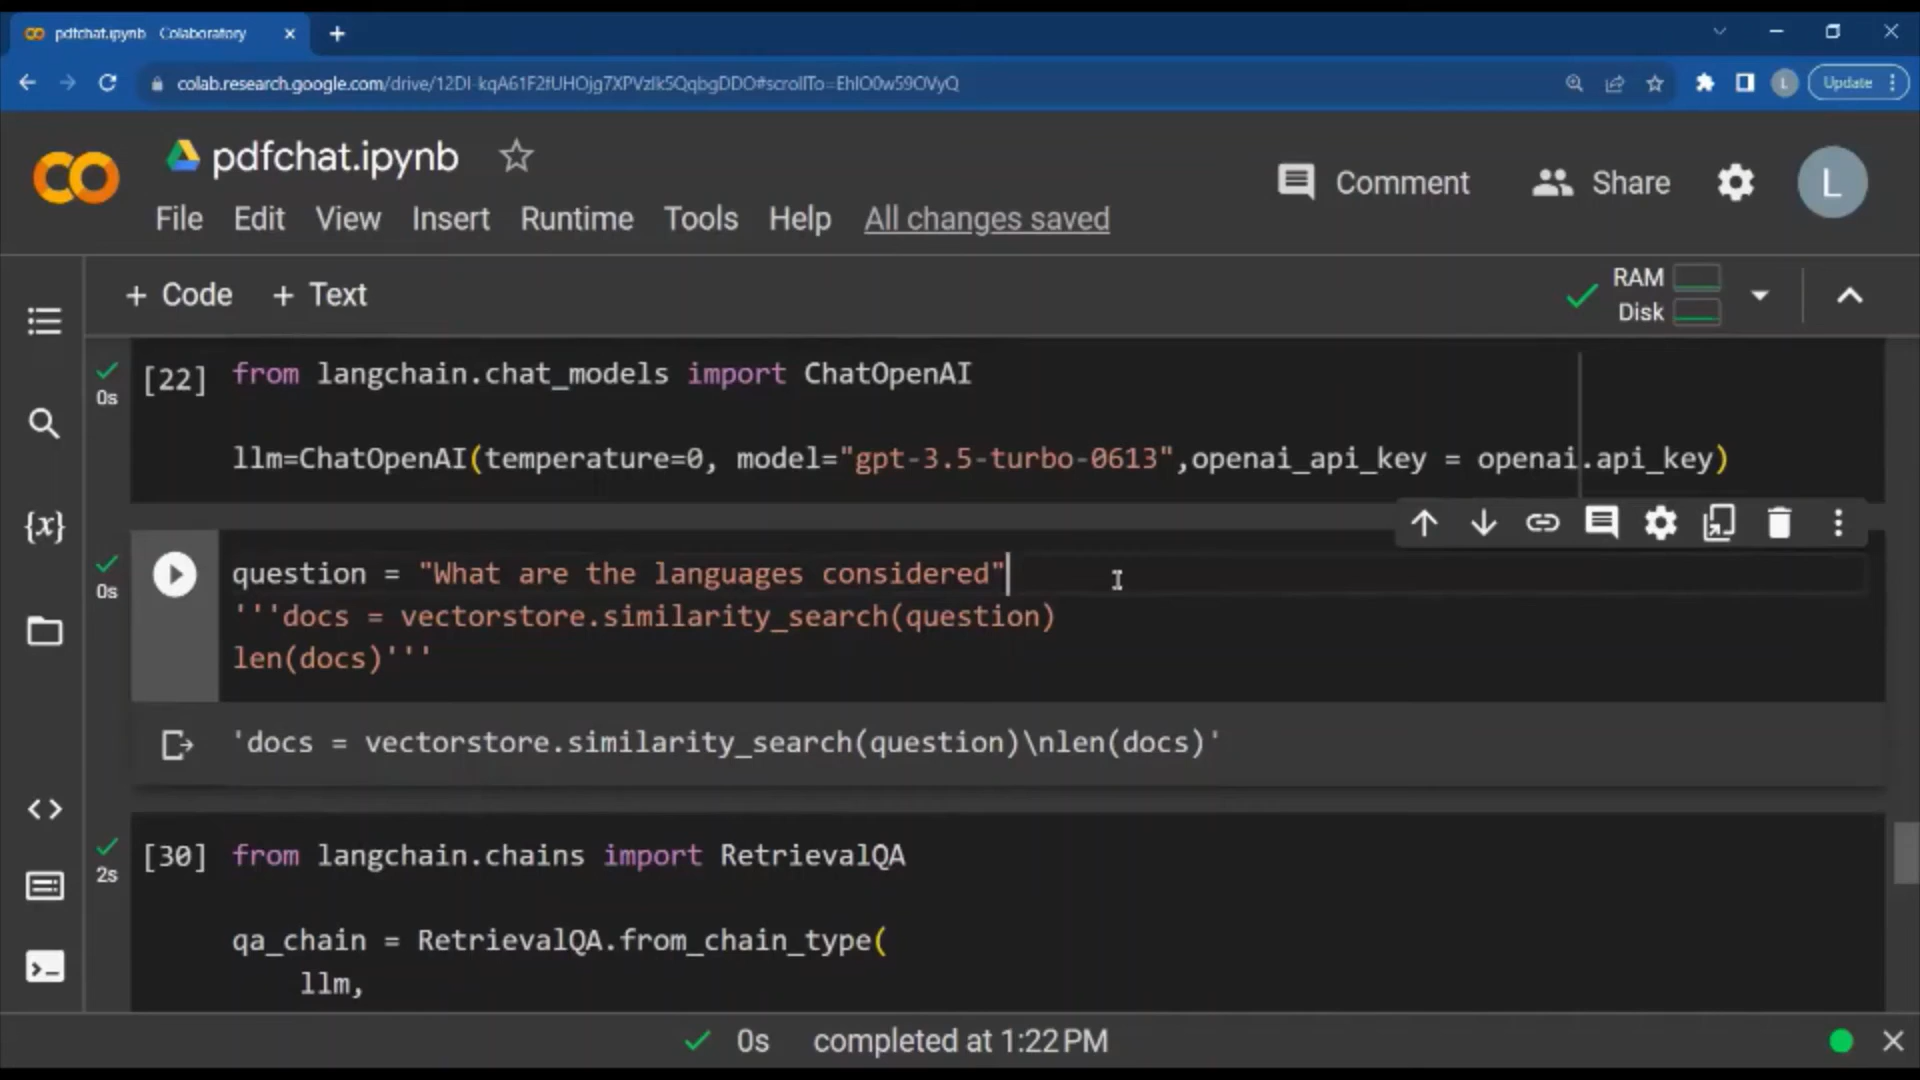 pdfchat.ipynb - Colaboratory
colab.research.google.com/drive/12DI-kqA61F2fUHOjg7XPVzlk5QqbgDDO#scrollTo=EhIO0w59OVyQ
L
Update
pdfchat.ipynb
Comment
Share
L
File Edit View Insert Runtime Tools Help All changes saved
+ Code + Text
RAM
Disk
0s
[22] from langchain.chat_models import ChatOpenAI
llm=ChatOpenAI(temperature=0, model="gpt-3.5-turbo-0613",openai_api_key = openai.api_key)
0s
question = "What are the languages considered"
'''docs = vectorstore.similarity_search(question)
len(docs)'''
'docs = vectorstore.similarity_search(question)\nlen(docs)'
2s
[30] from langchain.chains import RetrievalQA
qa_chain = RetrievalQA.from_chain_type(
llm,
0s completed at 1:22 PM